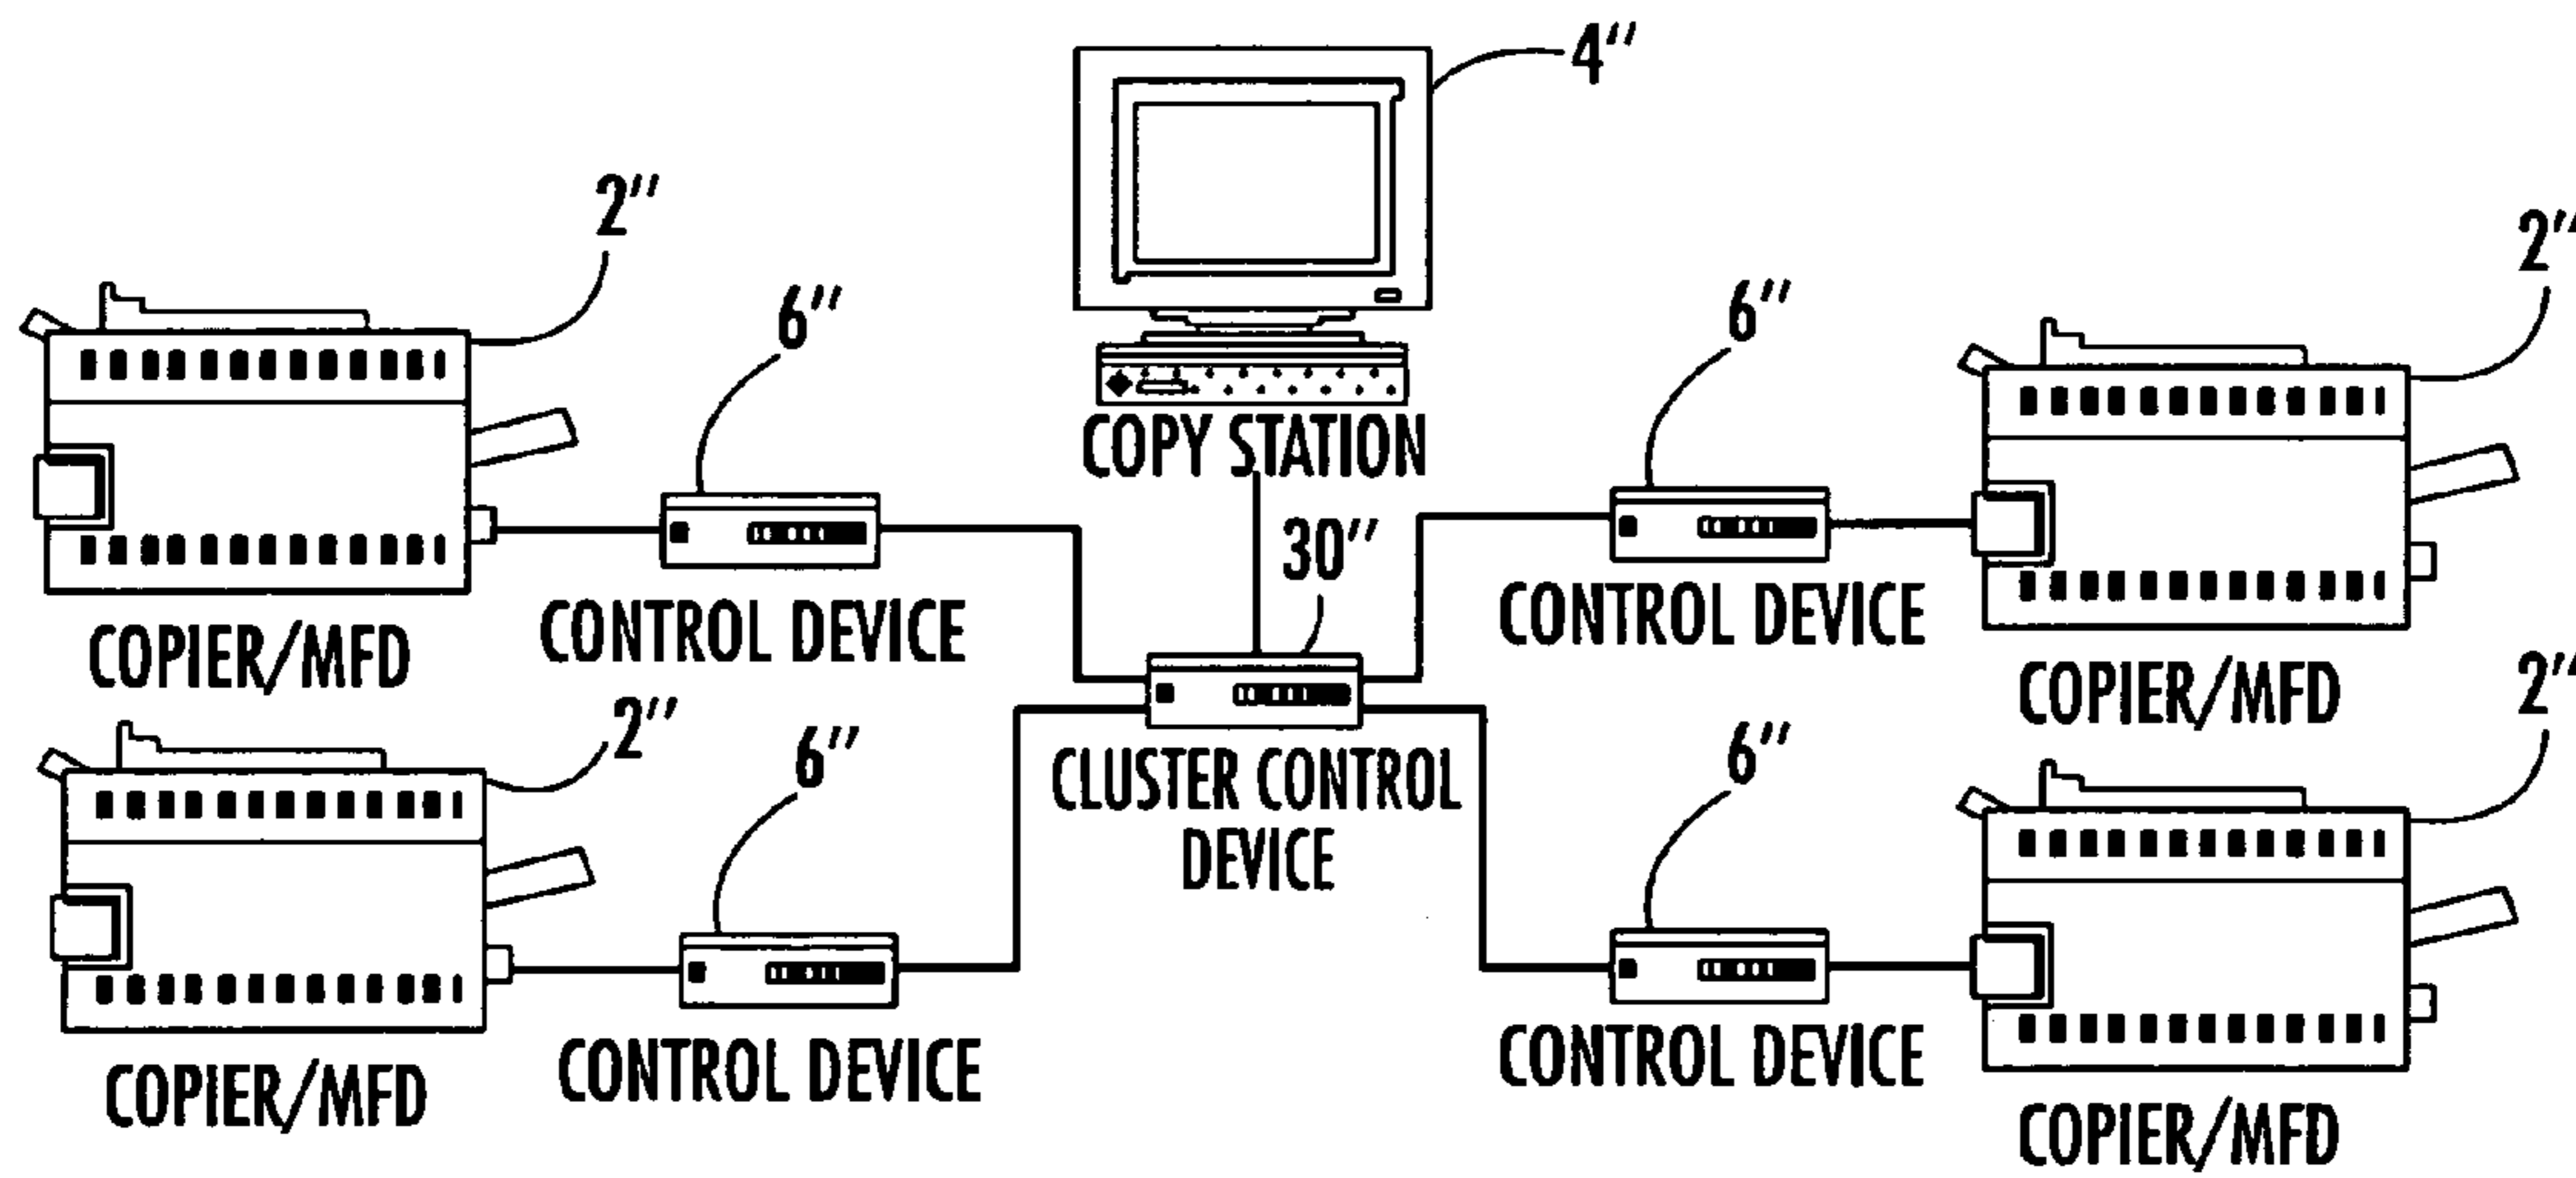 4″
2″
2″
6″
6″
COPY STATION
30″
CONTROL DEVICE
CONTROL DEVICE
COPIER/MFD
COPIER/MFD
2″
2″
6″
6″
CLUSTER CONTROL
DEVICE
CONTROL DEVICE
CONTROL DEVICE
COPIER/MFD
COPIER/MFD